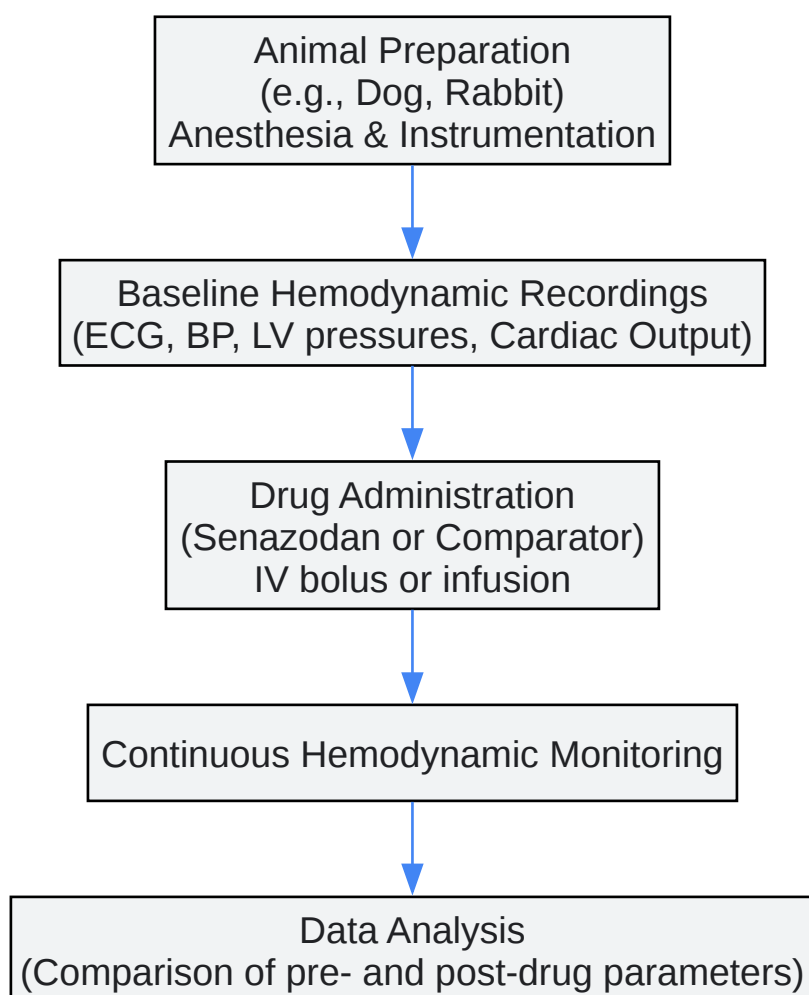 Animal Preparation
(e.g., Dog, Rabbit)
Anesthesia & Instrumentation
Baseline Hemodynamic Recordings
(ECG, BP, LV pressures, Cardiac Output)
Drug Administration
(Senazodan or Comparator)
IV bolus or infusion
Continuous Hemodynamic Monitoring
Data Analysis
(Comparison of pre- and post-drug parameters)